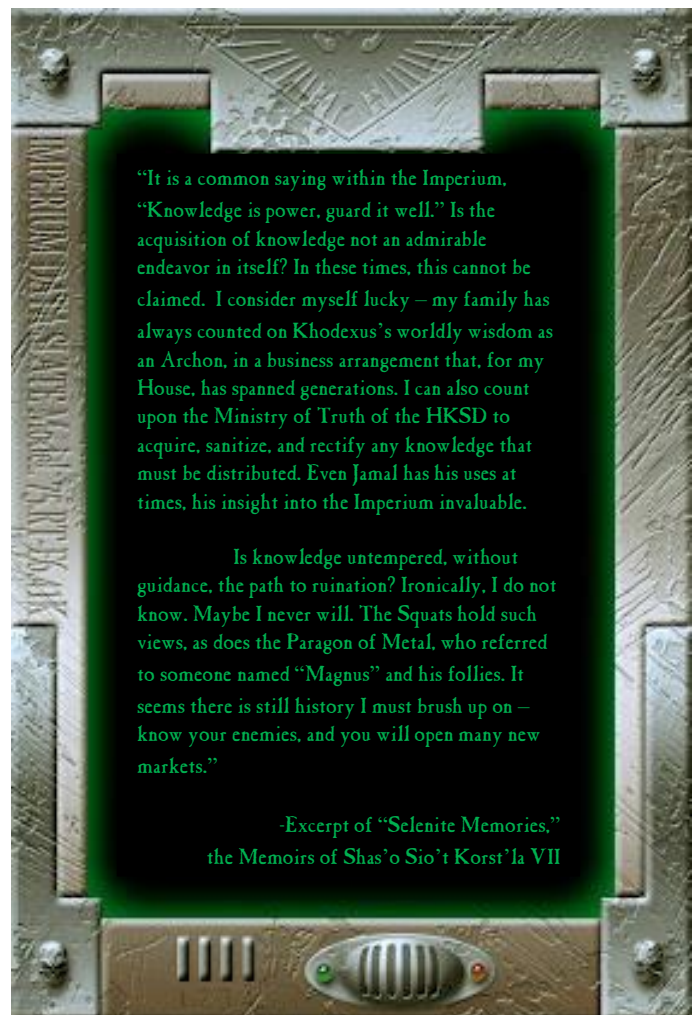 “It is a common saying within the Imperium,
“Knowledge is power, guard it well.” Is the
acquisition of knowledge not an admirable
endeavor in itself? In these times, this cannot be
claimed.  I consider myself lucky – my family has
always counted on Khodexus’s worldly wisdom as
an Archon, in a business arrangement that, for my
House, has spanned generations. I can also count
upon the Ministry of Truth of the HKSD to
acquire, sanitize, and rectify any knowledge that
must be distributed. Even Jamal has his uses at
times, his insight into the Imperium invaluable.
Is knowledge untempered, without
guidance, the path to ruination? Ironically, I do not
know. Maybe I never will. The Squats hold such
views, as does the Paragon of Metal, who referred
to someone named “Magnus” and his follies. It
seems there is still history I must brush up on –
know your enemies, and you will open many new
markets.”
-Excerpt of “Selenite Memories,”
the Memoirs of Shas’o Sio’t Korst’la VII
IMPERIUM DATA SLATE